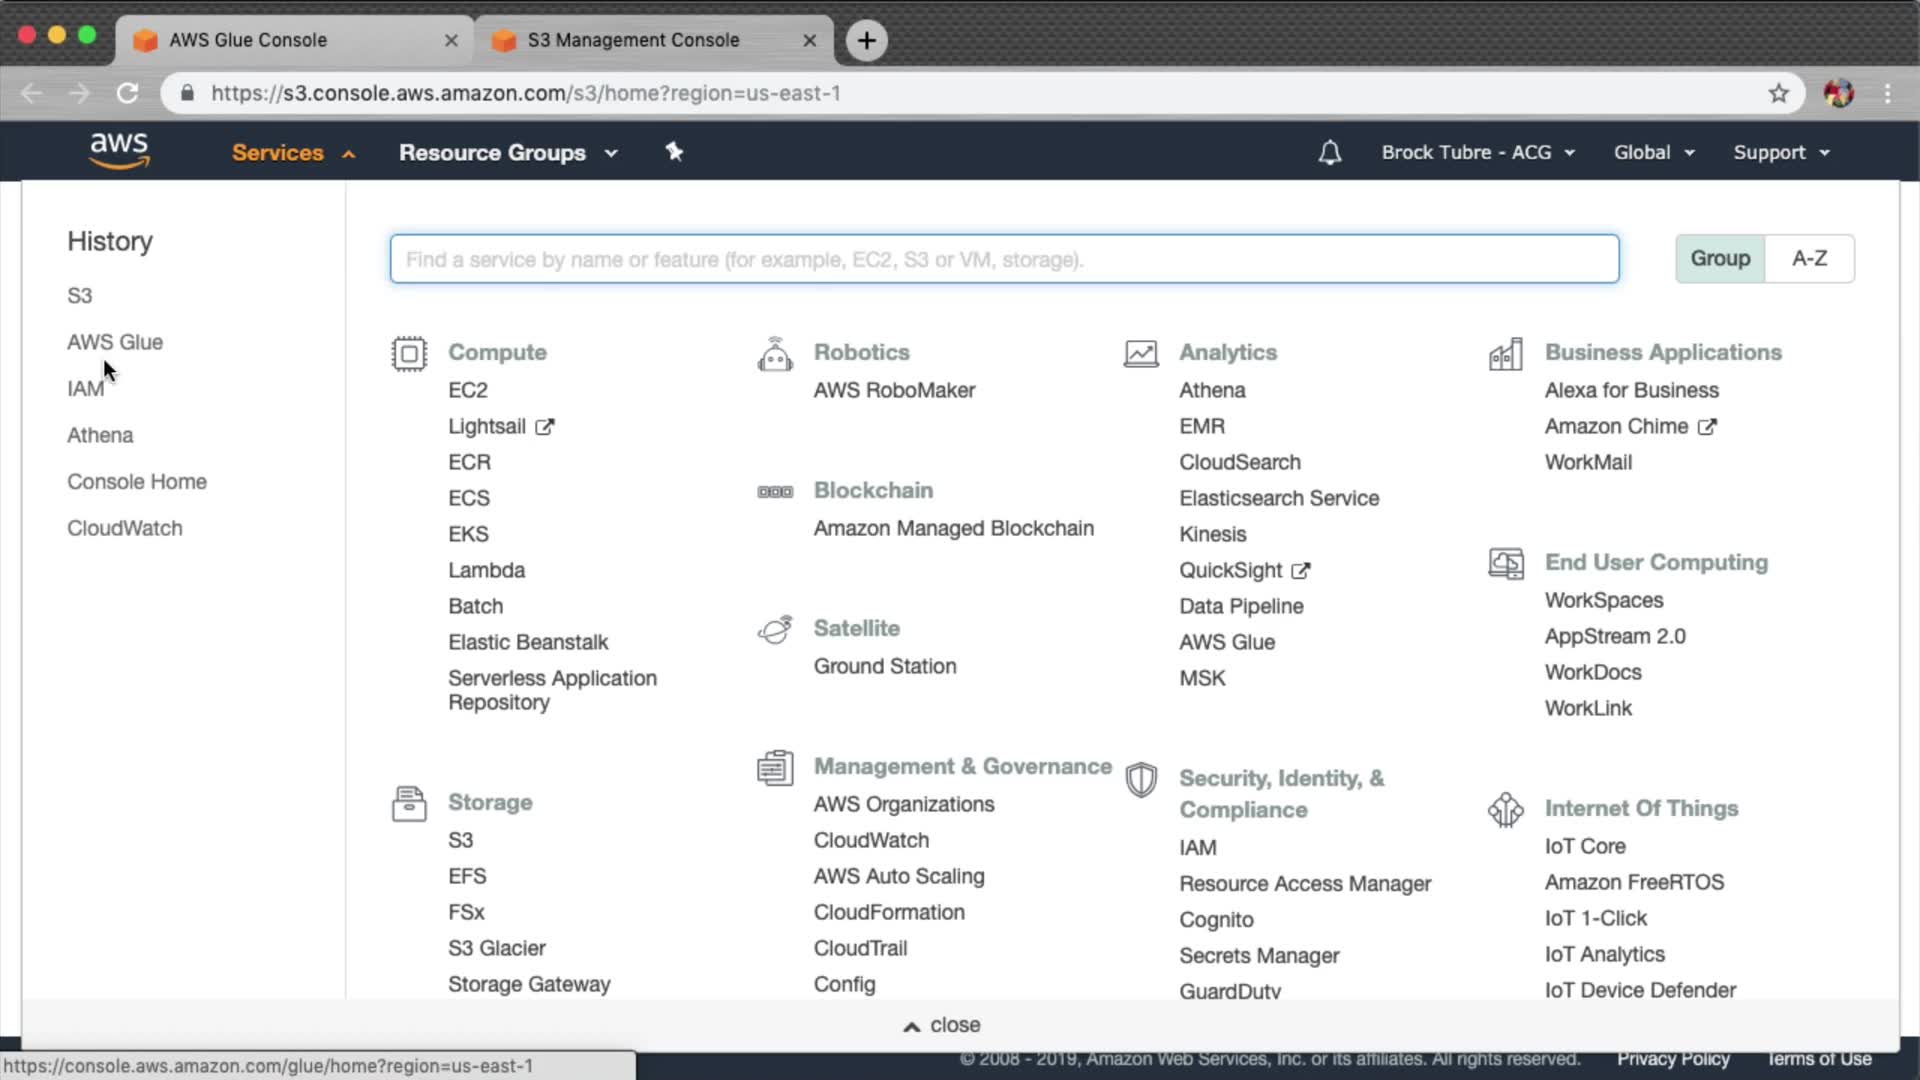 AWS Glue Console
S3 Management Console
https://s3.console.aws.amazon.com/s3/home?region=us-east-1
aws
Services
Resource Groups
Brock Tubre - ACG
Global
Support
History
S3
AWS Glue
IAM
Athena
Console Home
CloudWatch
Find a service by name or feature (for example, EC2, S3 or VM, storage).
Group
A-Z
Compute
EC2
Lightsail
ECR
ECS
EKS
Lambda
Batch
Elastic Beanstalk
Serverless Application
Repository
Storage
S3
EFS
FSx
S3 Glacier
Storage Gateway
Robotics
AWS RoboMaker
Blockchain
Amazon Managed Blockchain
Satellite
Ground Station
Management & Governance
AWS Organizations
CloudWatch
AWS Auto Scaling
CloudFormation
CloudTrail
Config
Analytics
Athena
EMR
CloudSearch
Elasticsearch Service
Kinesis
QuickSight
Data Pipeline
AWS Glue
MSK
Security, Identity, &
Compliance
IAM
Resource Access Manager
Cognito
Secrets Manager
GuardDuty
Business Applications
Alexa for Business
Amazon Chime
WorkMail
End User Computing
WorkSpaces
AppStream 2.0
WorkDocs
WorkLink
Internet Of Things
IoT Core
Amazon FreeRTOS
IoT 1-Click
IoT Analytics
IoT Device Defender
close
https://console.aws.amazon.com/glue/home?region=us-east-1
© 2008 - 2019, Amazon Web Services, Inc. or its affiliates. All rights reserved.
Privacy Policy
Terms of Use